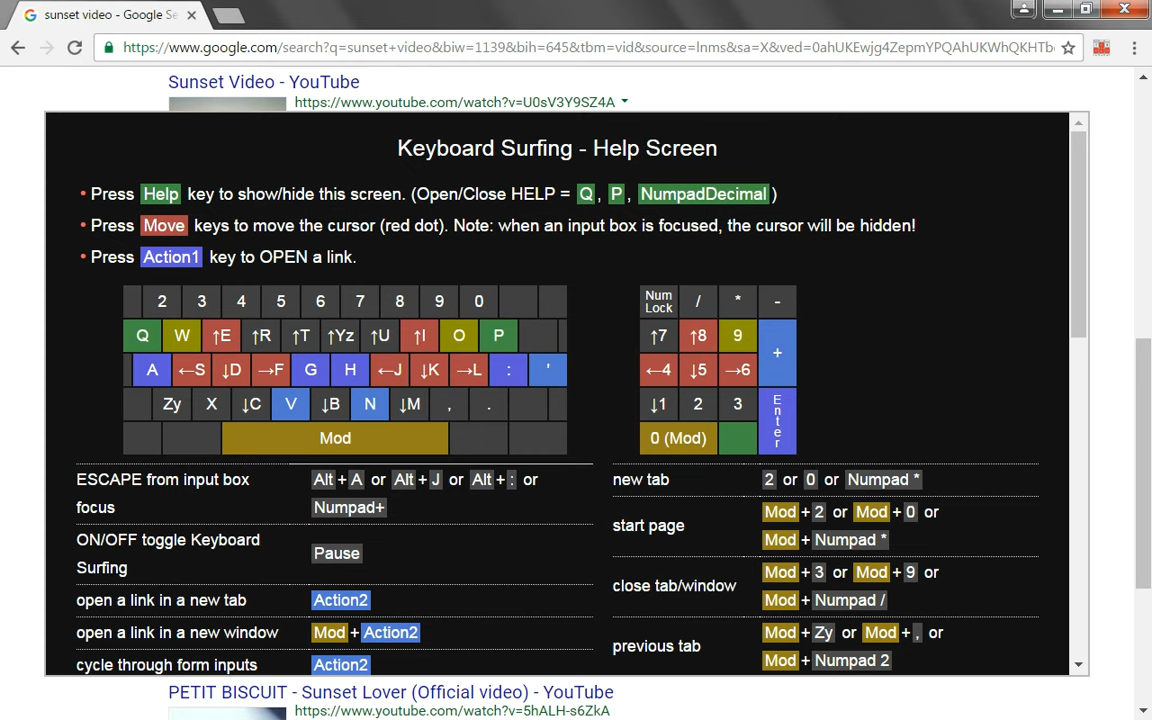 sunset video - Google Se
https://www.google.com/search?q=sunset+video&biw=1139&bih=645&tbm=vid&source=lnms&sa=X&ved=0ahUKEwjg4ZepmYPQAhUKWhQKHTb
Sunset Video - YouTube
https://www.youtube.com/watch?v=U0sV3Y9SZ4A
Keyboard Surfing - Help Screen
• Press Help key to show/hide this screen. (Open/Close HELP = Q, P, NumpadDecimal)
• Press Move keys to move the cursor (red dot). Note: when an input box is focused, the cursor will be hidden!
• Press Action1 key to OPEN a link.
2 3 4 5 6 7 8 9 0
Q W ↑E ↑R ↑T ↑Yz ↑U ↑I O P
A ←S ↓D →F G H ←J ↓K →L : '
Zy X ↓C V ↓B N ↓M , .
Mod
Num Lock / * -
↑7 ↑8 9 +
←4 ↓5 →6
↓1 2 3 Enter
0 (Mod)
ESCAPE from input box focus
Alt + A or Alt + J or Alt + : or
Numpad+
ON/OFF toggle Keyboard Surfing
Pause
open a link in a new tab Action2
open a link in a new window Mod + Action2
cycle through form inputs Action2
new tab 2 or 0 or Numpad *
start page
Mod + 2 or Mod + 0 or
Mod + Numpad *
close tab/window
Mod + 3 or Mod + 9 or
Mod + Numpad /
previous tab
Mod + Zy or Mod + , or
Mod + Numpad 2
PETIT BISCUIT - Sunset Lover (Official video) - YouTube
https://www.youtube.com/watch?v=5hALH-s6ZkA